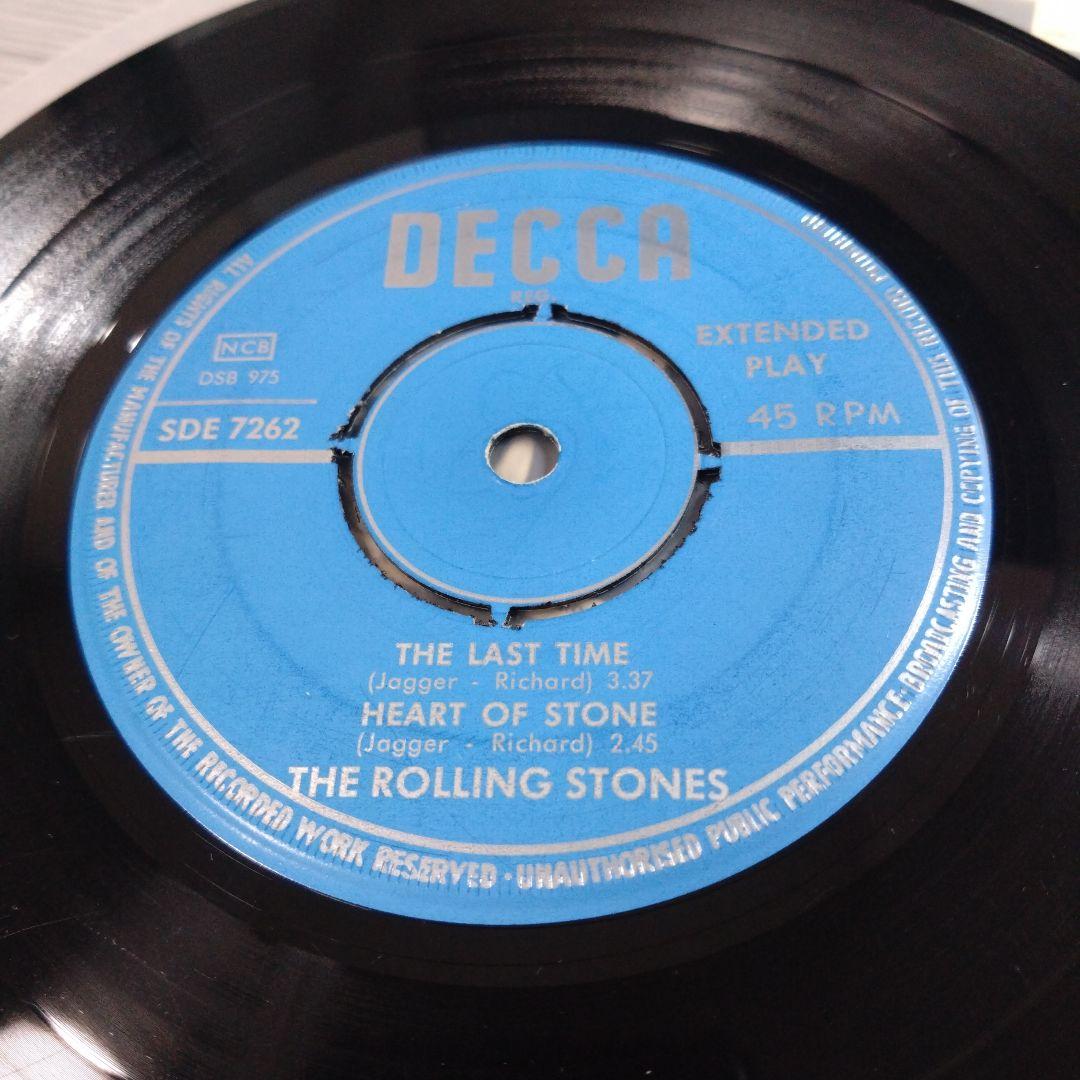 DECCA
REG.
EXTENDED
PLAY
45 RPM
NCB
DSB 975
SDE 7262
THE LAST TIME
(Jagger - Richard) 3.37
HEART OF STONE
(Jagger - Richard) 2.45
THE ROLLING STONES
ALL RIGHTS OF THE MANUFACTURER AND OF THE OWNER OF THE RECORDED WORK RESERVED · UNAUTHORISED PUBLIC PERFORMANCE · BROADCASTING AND COPYING OF THIS RECORD PROHIBITED